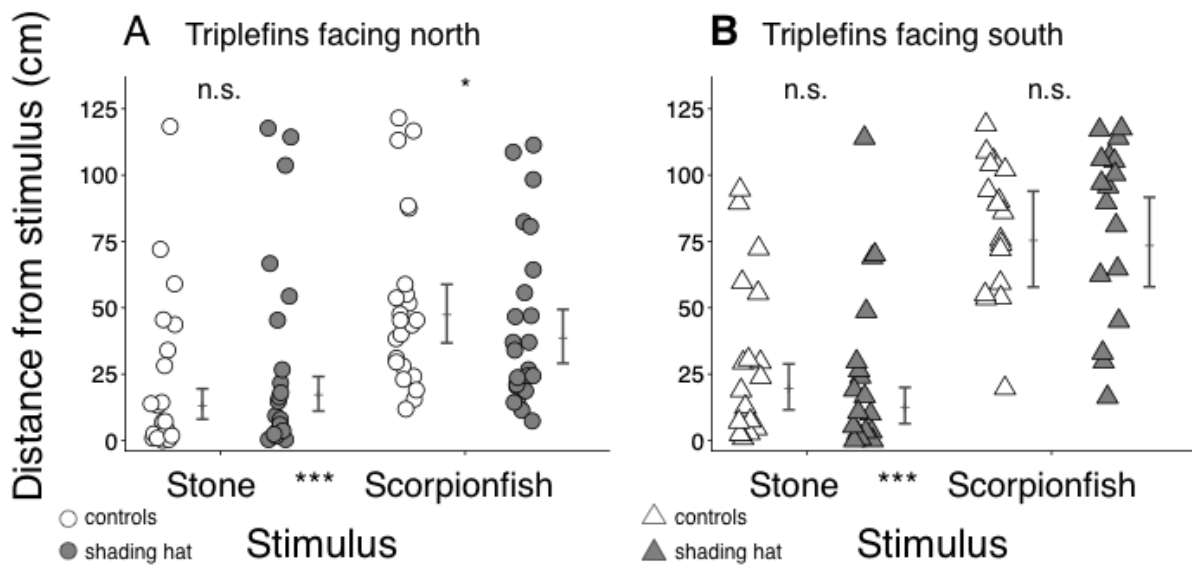 A Triplefins facing north
B Triplefins facing south
Distance from stimulus (cm)
n.s.
*
n.s.
n.s.
125
100
75
50
25
0
125
100
75
50
25
0
Stone *** Scorpionfish
Stone *** Scorpionfish
controls
shading hat
Stimulus
controls
shading hat
Stimulus